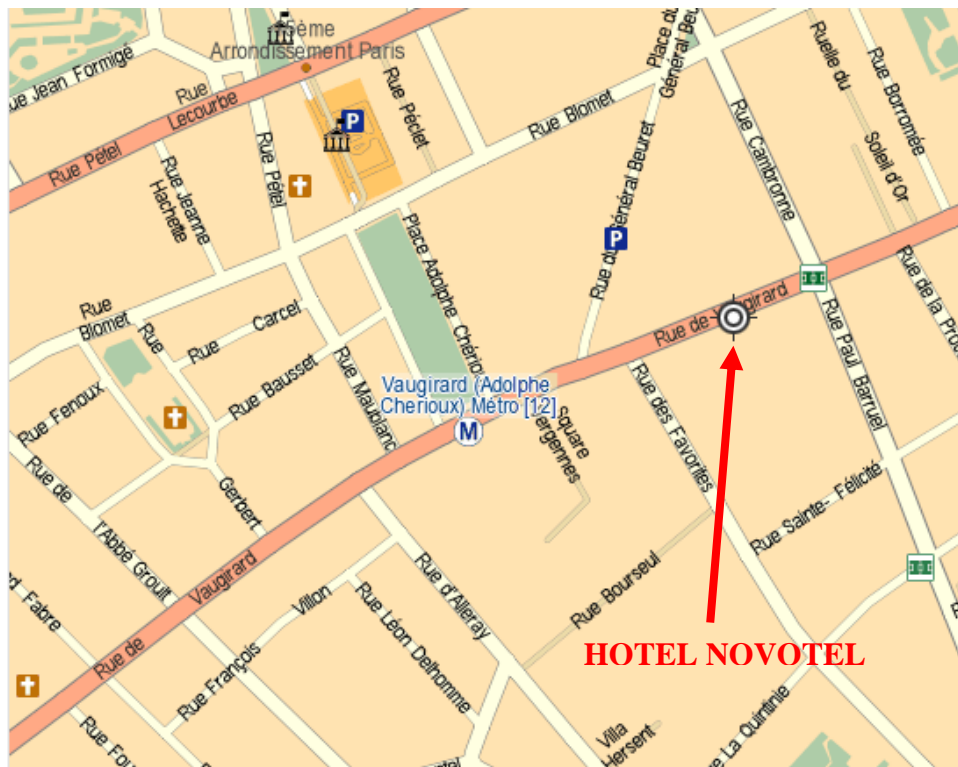 5ème
Arrondissement Paris
Rue Jean Formigé
Rue
Lecourbe
Rue Pétel
Rue Pétel
Rue Jeanne
Hachette
P
Rue Péclet
Rue Blomet
Place du
Général Beuret
Rue du Général Beuret
P
Rue Cambronne
Ruelle du
Soleil d'Or
Rue Borromée
Place Adolphe Chérioux
Rue
Blomet
Rue
Rue
Carcel
Rue Bausset
Rue Maublanc
Rue Fenoux
Gerbert
Rue de
l'Abbé Groult
Vaugirard (Adolphe
Cherioux) Métro [12]
M
Rue de Vaugirard
Rue Paul Barruel
Rue des Favorites
Square
Vergennes
Rue Sainte- Félicité
Rue Bourseul
Rue d'Alleray
Vaugirard
Rue de
Villon
Rue François
Rue Léon Delhomme
Fabre
HOTEL NOVOTEL
Villa
Hersent
Rue La Quintinie
Rue de la